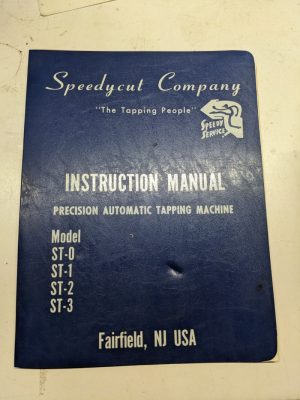 Speedycut Company
"The Tapping People"
SPEEDY
SERVICE
INSTRUCTION MANUAL
PRECISION AUTOMATIC TAPPING MACHINE
Model
ST-0
ST-1
ST-2
ST-3
Fairfield, NJ USA